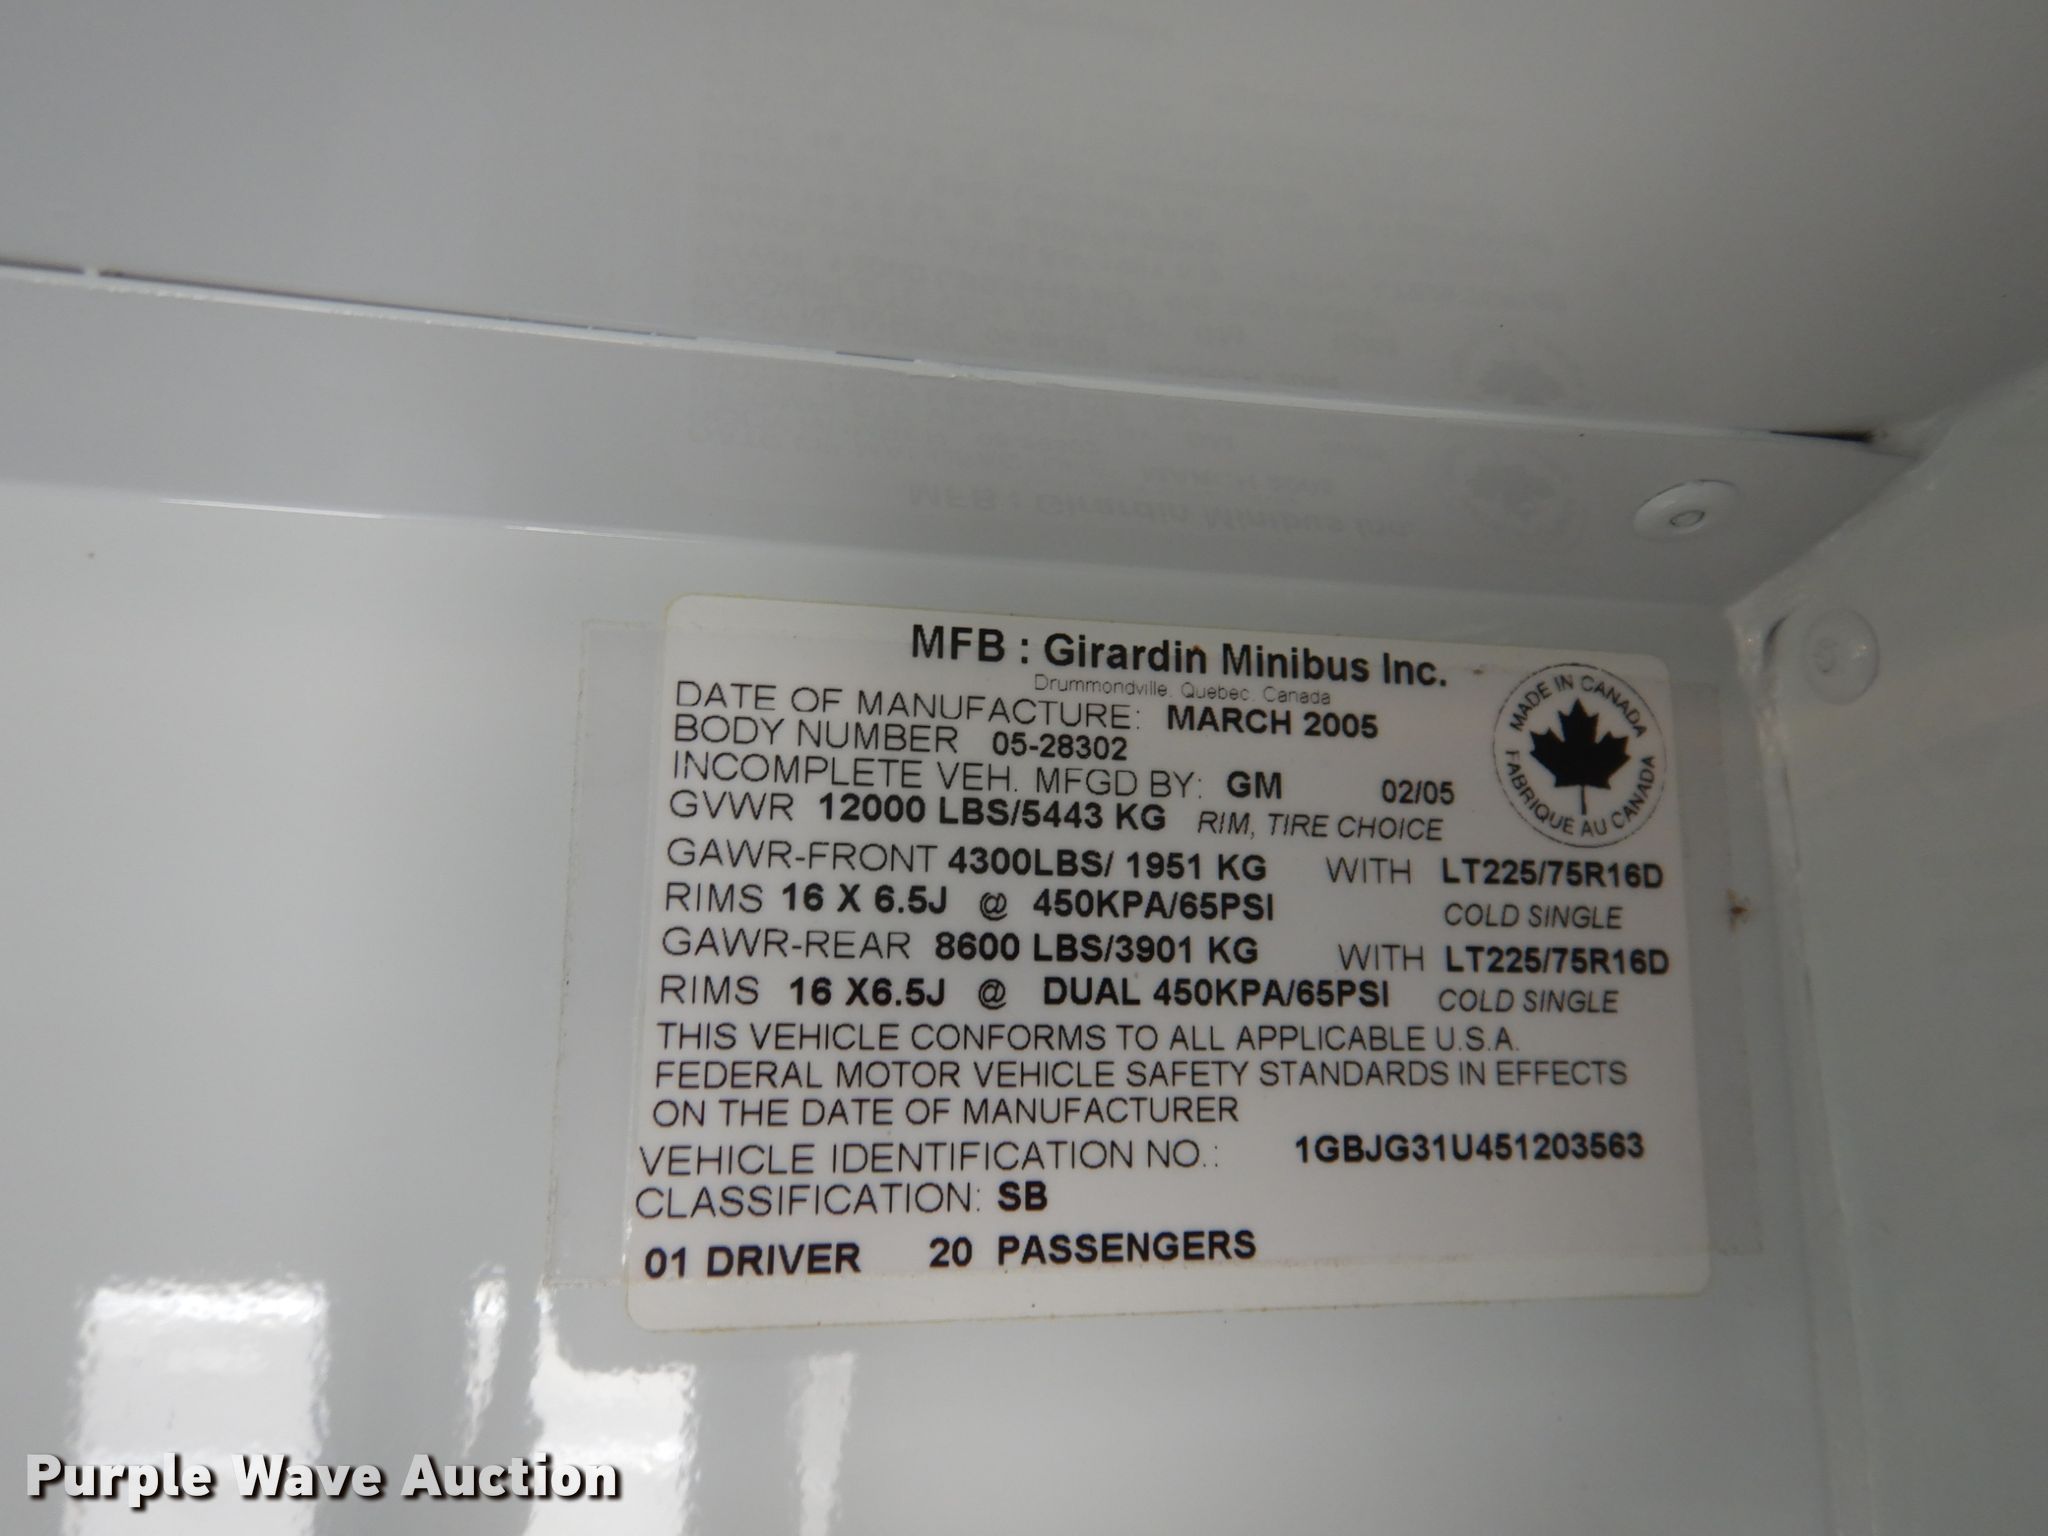 MFB : Girardin Minibus Inc.
Drummondville, Quebec, Canada
DATE OF MANUFACTURE: MARCH 2005
BODY NUMBER 05-28302
INCOMPLETE VEH. MFGD BY: GM 02/05
GVWR 12000 LBS/5443 KG RIM, TIRE CHOICE
MADE IN CANADA
FABRIQUE AU CANADA
GAWR-FRONT 4300LBS/ 1951 KG WITH LT225/75R16D
RIMS 16 X 6.5J @ 450KPA/65PSI COLD SINGLE
GAWR-REAR 8600 LBS/3901 KG WITH LT225/75R16D
RIMS 16 X6.5J @ DUAL 450KPA/65PSI COLD SINGLE
THIS VEHICLE CONFORMS TO ALL APPLICABLE U.S.A.
FEDERAL MOTOR VEHICLE SAFETY STANDARDS IN EFFECTS
ON THE DATE OF MANUFACTURER
VEHICLE IDENTIFICATION NO.: 1GBJG31U451203563
CLASSIFICATION: SB
01 DRIVER 20 PASSENGERS
Purple Wave Auction